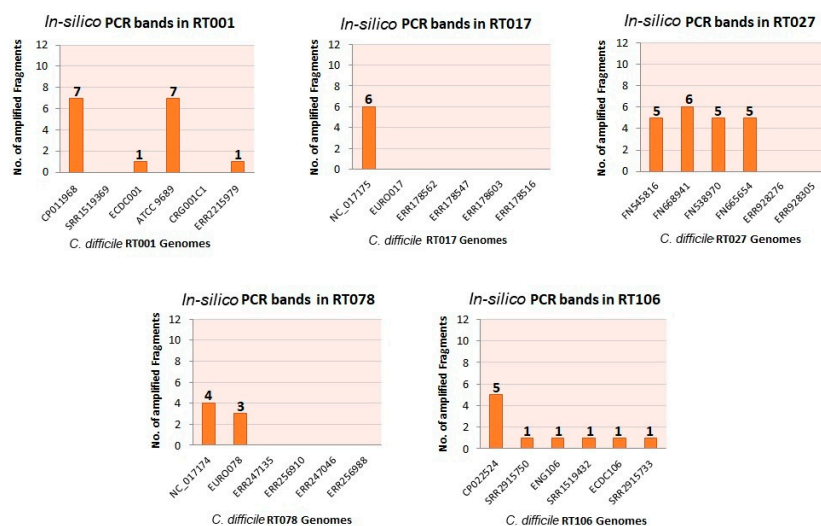 In-silico PCR bands in RT001
No. of amplified Fragments
12
10
8
6
4
2
0
7
1
7
1
CP011968
SRR1519369
ECDC001
ATCC 9689
CRG001C1
ERR2215979
C. difficile RT001 Genomes
In-silico PCR bands in RT017
No. of amplified Fragments
12
10
8
6
4
2
0
6
NC_017175
EURO017
ERR178562
ERR178547
ERR178603
ERR178516
C. difficile RT017 Genomes
In-silico PCR bands in RT027
No. of amplified Fragments
12
10
8
6
4
2
0
5
6
5
5
FN545816
FN668941
FN538970
FN665654
ERR928276
ERR928305
C. difficile RT027 Genomes
In-silico PCR bands in RT078
No. of amplified Fragments
12
10
8
6
4
2
0
4
3
NC_017174
EURO078
ERR247135
ERR256910
ERR247046
ERR256988
C. difficile RT078 Genomes
In-silico PCR bands in RT106
No. of amplified Fragments
12
10
8
6
4
2
0
5
1
1
1
1
1
CP022524
SRR2915750
ENG106
SRR1519432
ECDC106
SRR2915733
C. difficile RT106 Genomes